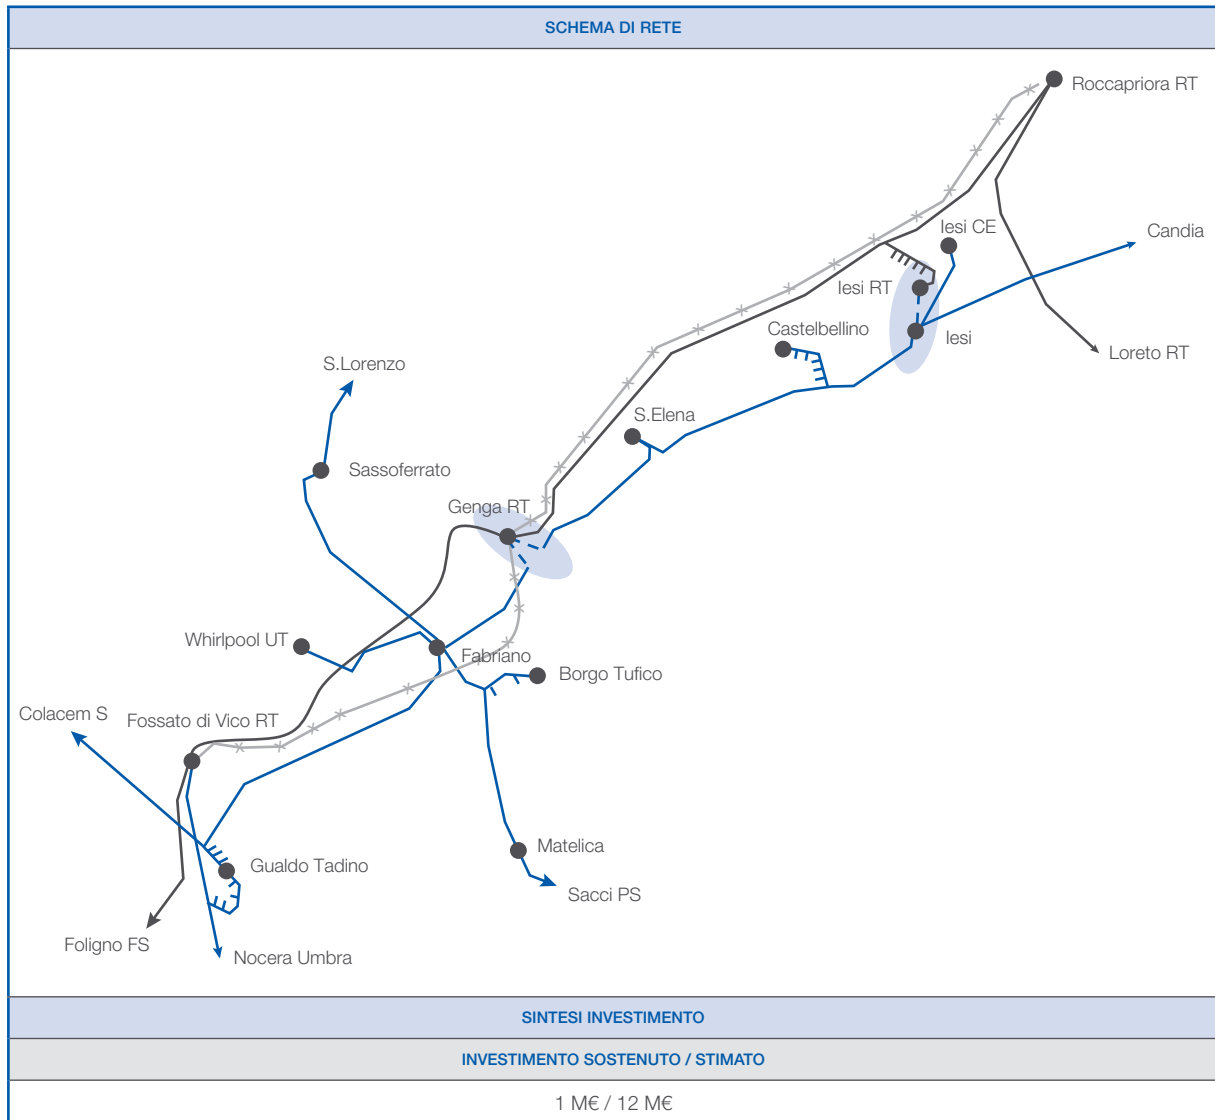 SCHEMA DI RETE
Roccapriora RT
Iesi CE
Candia
Iesi RT
Castelbellino
Iesi
Loreto RT
S.Lorenzo
S.Elena
Sassoferrato
Genga RT
Whirlpool UT
Fabriano
Borgo Tufico
Colacem S
Fossato di Vico RT
Matelica
Gualdo Tadino
Sacci PS
Foligno FS
Nocera Umbra
SINTESI INVESTIMENTO
INVESTIMENTO SOSTENUTO / STIMATO
1 M€ / 12 M€